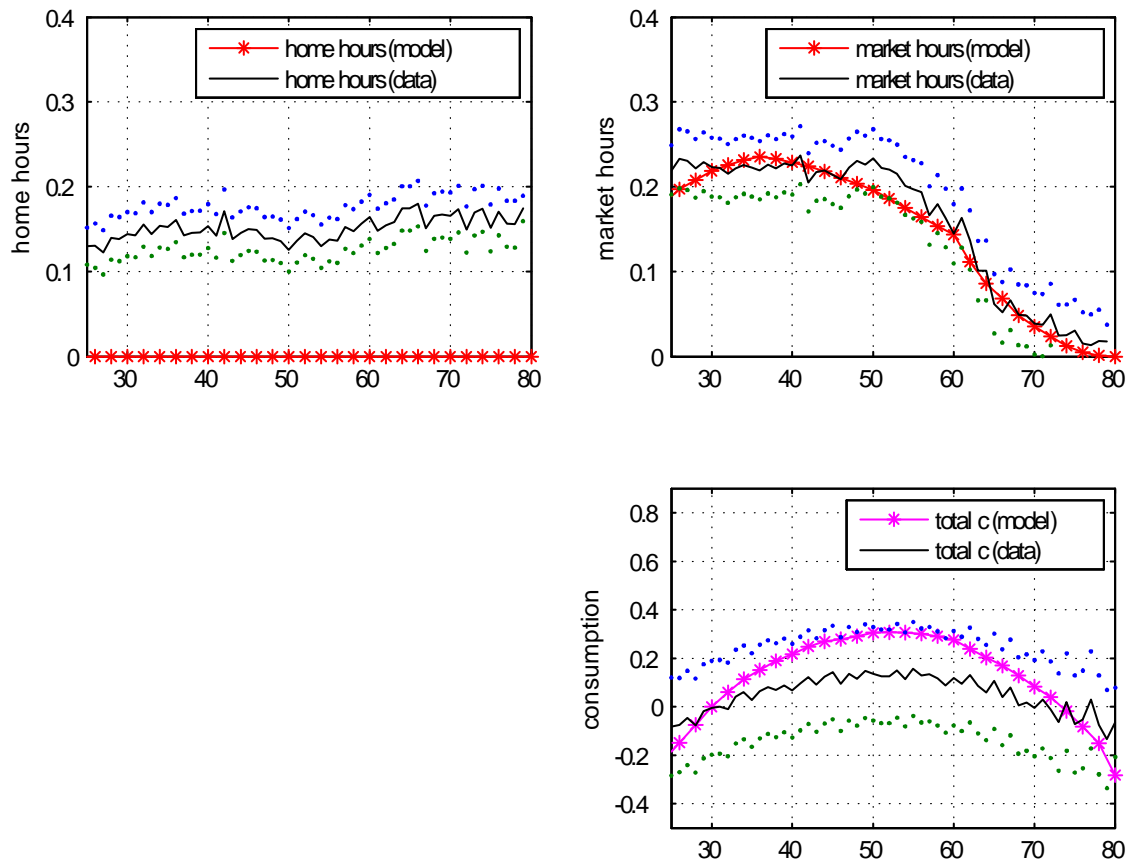 0.4
0.3
0.2
0.1
0
home hours
home hours (model)
home hours (data)
30 40 50 60 70 80
0.4
0.3
0.2
0.1
0
market hours
market hours (model)
market hours (data)
30 40 50 60 70 80
0.8
0.6
0.4
0.2
0
-0.2
-0.4
consumption
total c (model)
total c (data)
30 40 50 60 70 80